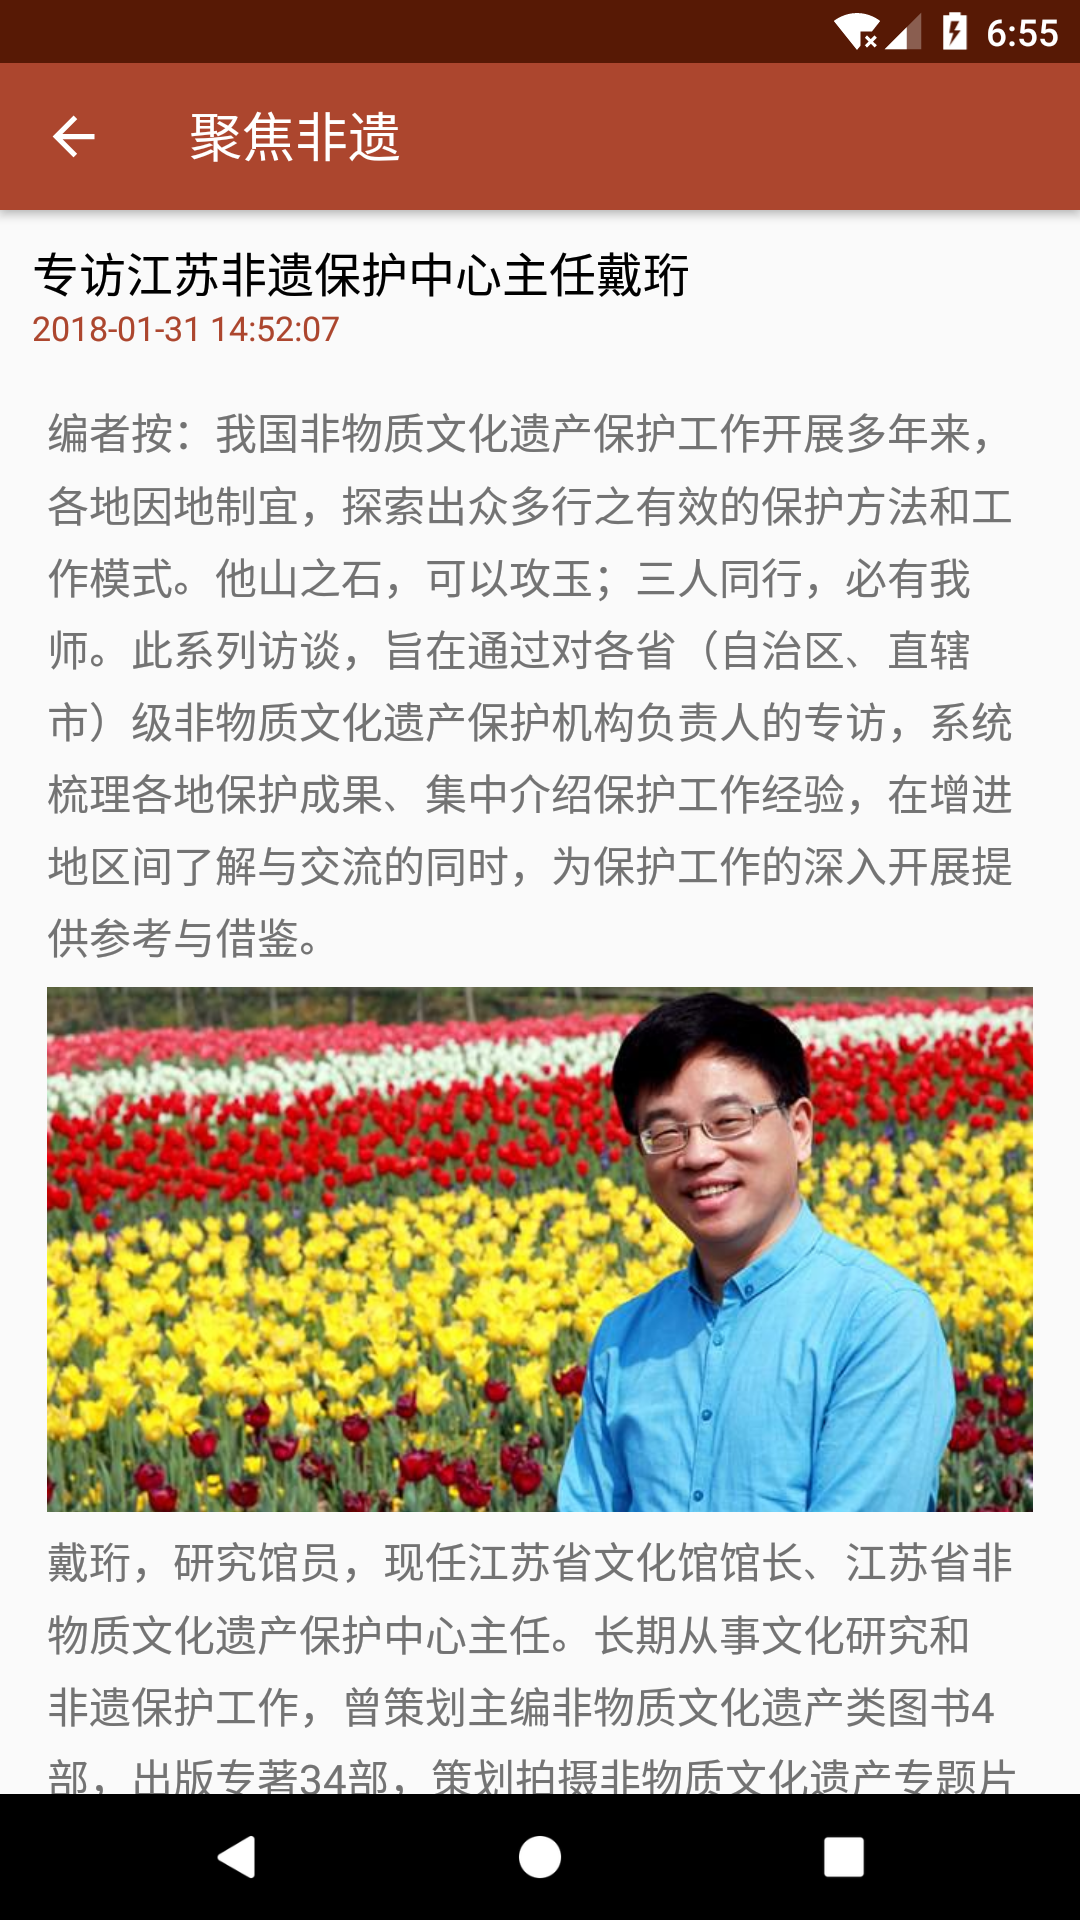 6:55
聚焦非遗
专访江苏非遗保护中心主任戴珩
2018-01-31 14:52:07
编者按：我国非物质文化遗产保护工作开展多年来，
各地因地制宜，探索出众多行之有效的保护方法和工
作模式。他山之石，可以攻玉；三人同行，必有我
师。此系列访谈，旨在通过对各省（自治区、直辖
市）级非物质文化遗产保护机构负责人的专访，系统
梳理各地保护成果、集中介绍保护工作经验，在增进
地区间了解与交流的同时，为保护工作的深入开展提
供参考与借鉴。
戴珩，研究馆员，现任江苏省文化馆馆长、江苏省非
物质文化遗产保护中心主任。长期从事文化研究和
非遗保护工作，曾策划主编非物质文化遗产类图书4
部，出版专著34部，策划拍摄非物质文化遗产专题片